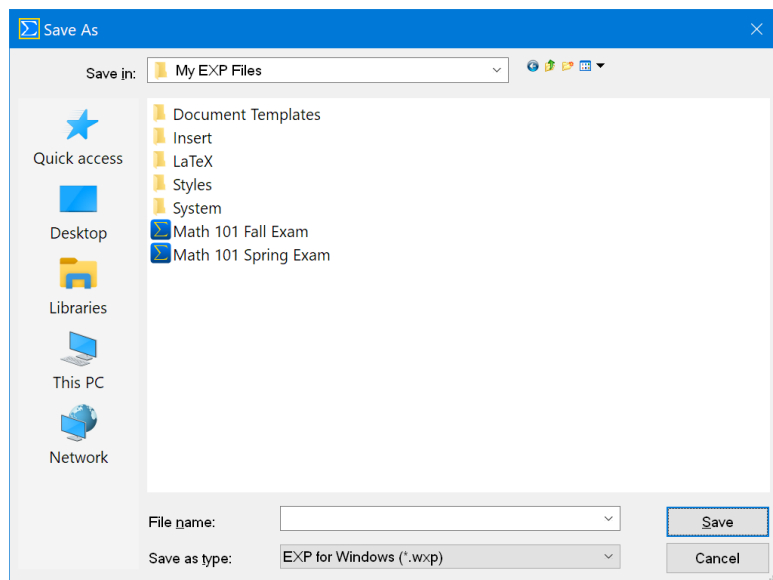 Save As
Save in:
My EXP Files
Quick access
Desktop
Libraries
This PC
Network
Document Templates
Insert
LaTeX
Styles
System
Math 101 Fall Exam
Math 101 Spring Exam
File name:
Save
Save as type:
EXP for Windows (*.wxp)
Cancel